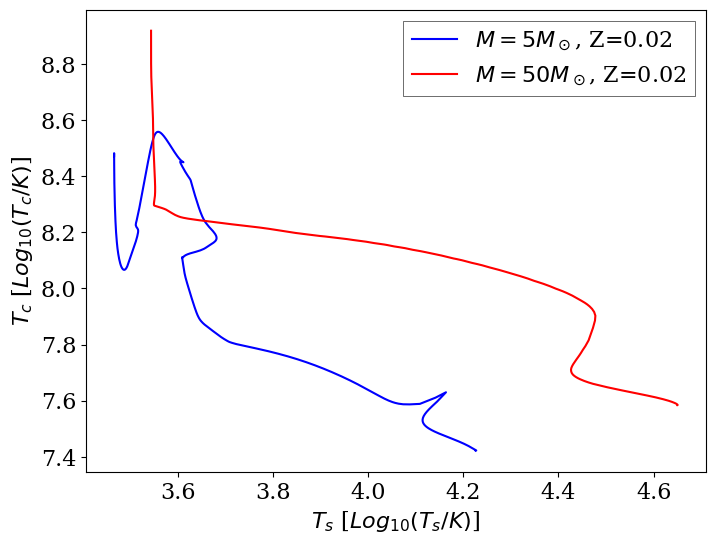 M = 5M⊙, Z=0.02
M = 50M⊙, Z=0.02
8.8
8.6
8.4
8.2
8.0
7.8
7.6
7.4
T_c [Log_10(T_c/K)]
3.6 3.8 4.0 4.2 4.4 4.6
T_s [Log_10(T_s/K)]